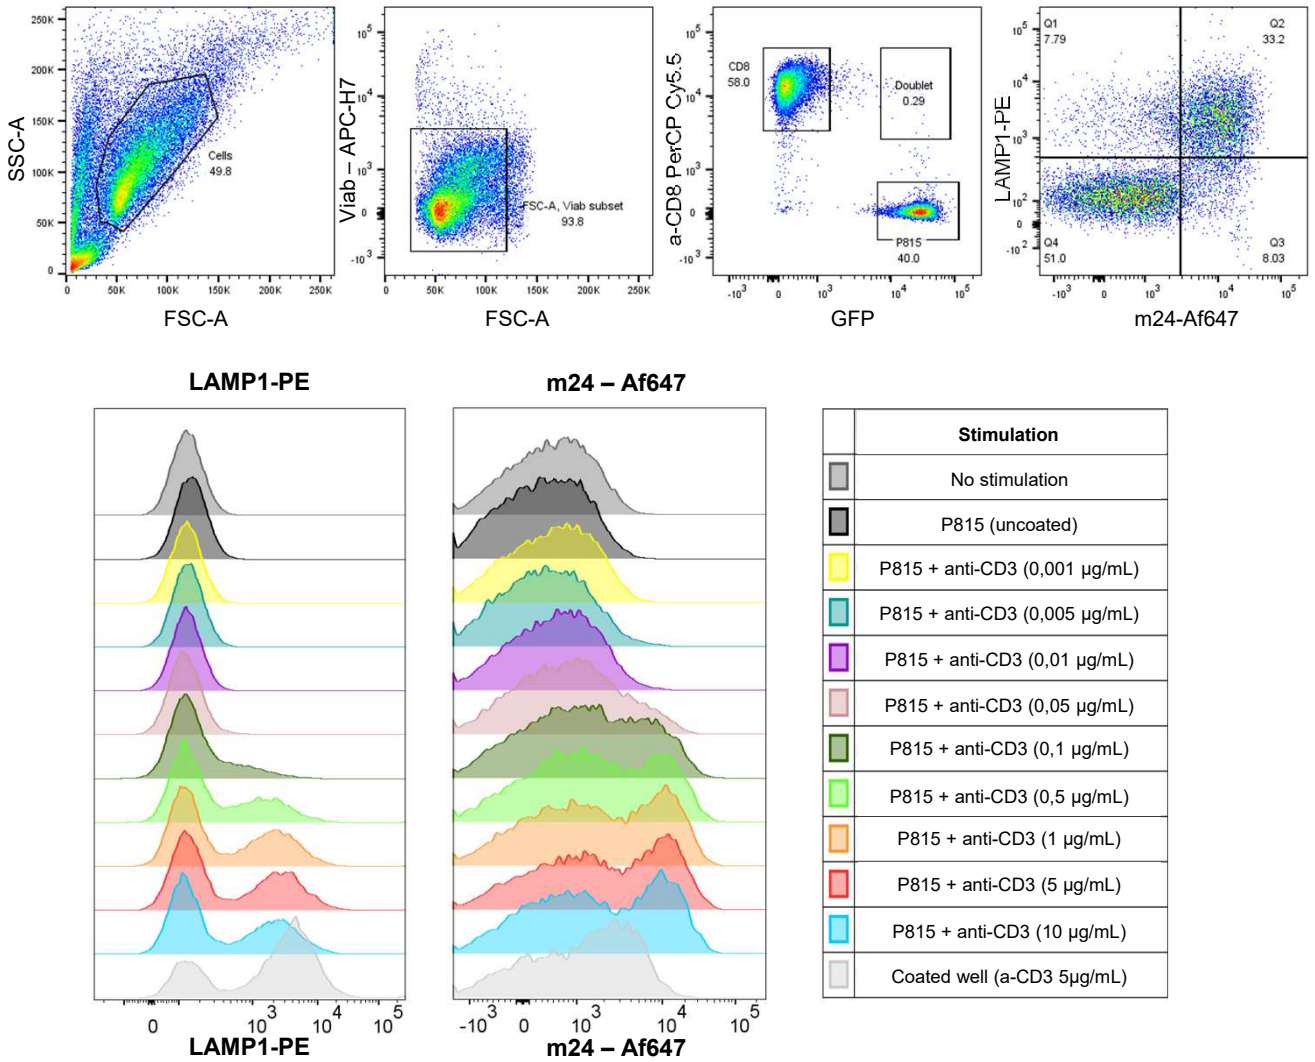 250K
200K
150K
100K
50K
0
SSC-A
Cells
49.8
0
50K
100K
150K
200K
250K
FSC-A
10^5
10^4
10^3
0
-10^3
Viab – APC-H7
FSC-A, Viab subset
93.8
50K
100K
150K
200K
250K
FSC-A
10^5
10^4
10^3
0
-10^3
a-CD8 PerCP Cy5.5
CD8
58.0
Doublet
0.29
P815
40.0
-10^3
0
10^3
10^4
10^5
GFP
10^5
10^4
10^3
10^2
-10^2
LAMP1-PE
Q1
7.79
Q2
33.2
Q4
51.0
Q3
8.03
-10^3
0
10^3
10^4
10^5
m24-Af647
LAMP1-PE
m24 – Af647
0
10^3
10^4
10^5
LAMP1-PE
-10^3
0
10^3
10^4
10^5
m24 – Af647
Stimulation
No stimulation
P815 (uncoated)
P815 + anti-CD3 (0,001 µg/mL)
P815 + anti-CD3 (0,005 µg/mL)
P815 + anti-CD3 (0,01 µg/mL)
P815 + anti-CD3 (0,05 µg/mL)
P815 + anti-CD3 (0,1 µg/mL)
P815 + anti-CD3 (0,5 µg/mL)
P815 + anti-CD3 (1 µg/mL)
P815 + anti-CD3 (5 µg/mL)
P815 + anti-CD3 (10 µg/mL)
Coated well (a-CD3 5µg/mL)